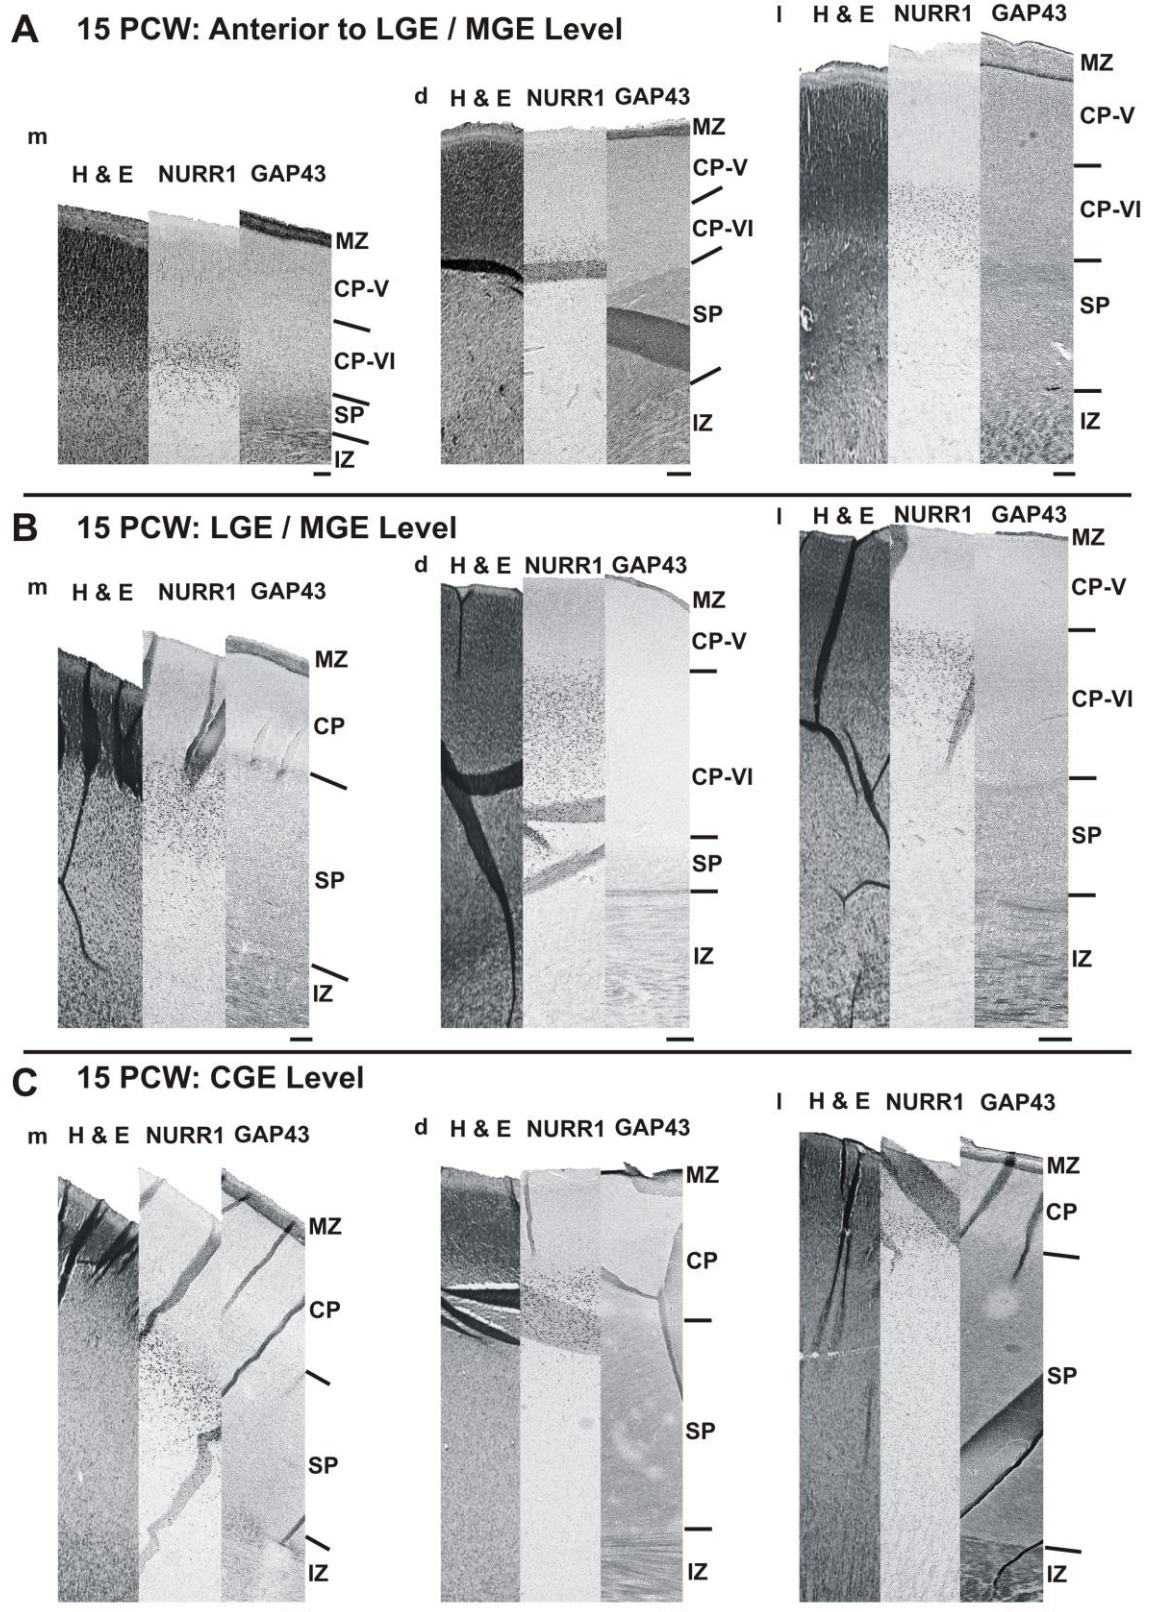 A 15 PCW: Anterior to LGE / MGE Level
m
H & E NURR1 GAP43
MZ
CP-V
CP-VI
SP
IZ
d H & E NURR1 GAP43
MZ
CP-V
CP-VI
SP
IZ
l H & E NURR1 GAP43
MZ
CP-V
CP-VI
SP
IZ
B 15 PCW: LGE / MGE Level
m H & E NURR1 GAP43
MZ
CP
SP
IZ
d H & E NURR1 GAP43
MZ
CP-V
CP-VI
SP
IZ
l H & E NURR1 GAP43
MZ
CP-V
CP-VI
SP
IZ
C 15 PCW: CGE Level
m H & E NURR1 GAP43
MZ
CP
SP
IZ
d H & E NURR1 GAP43
MZ
CP
SP
IZ
l H & E NURR1 GAP43
MZ
CP
SP
IZ